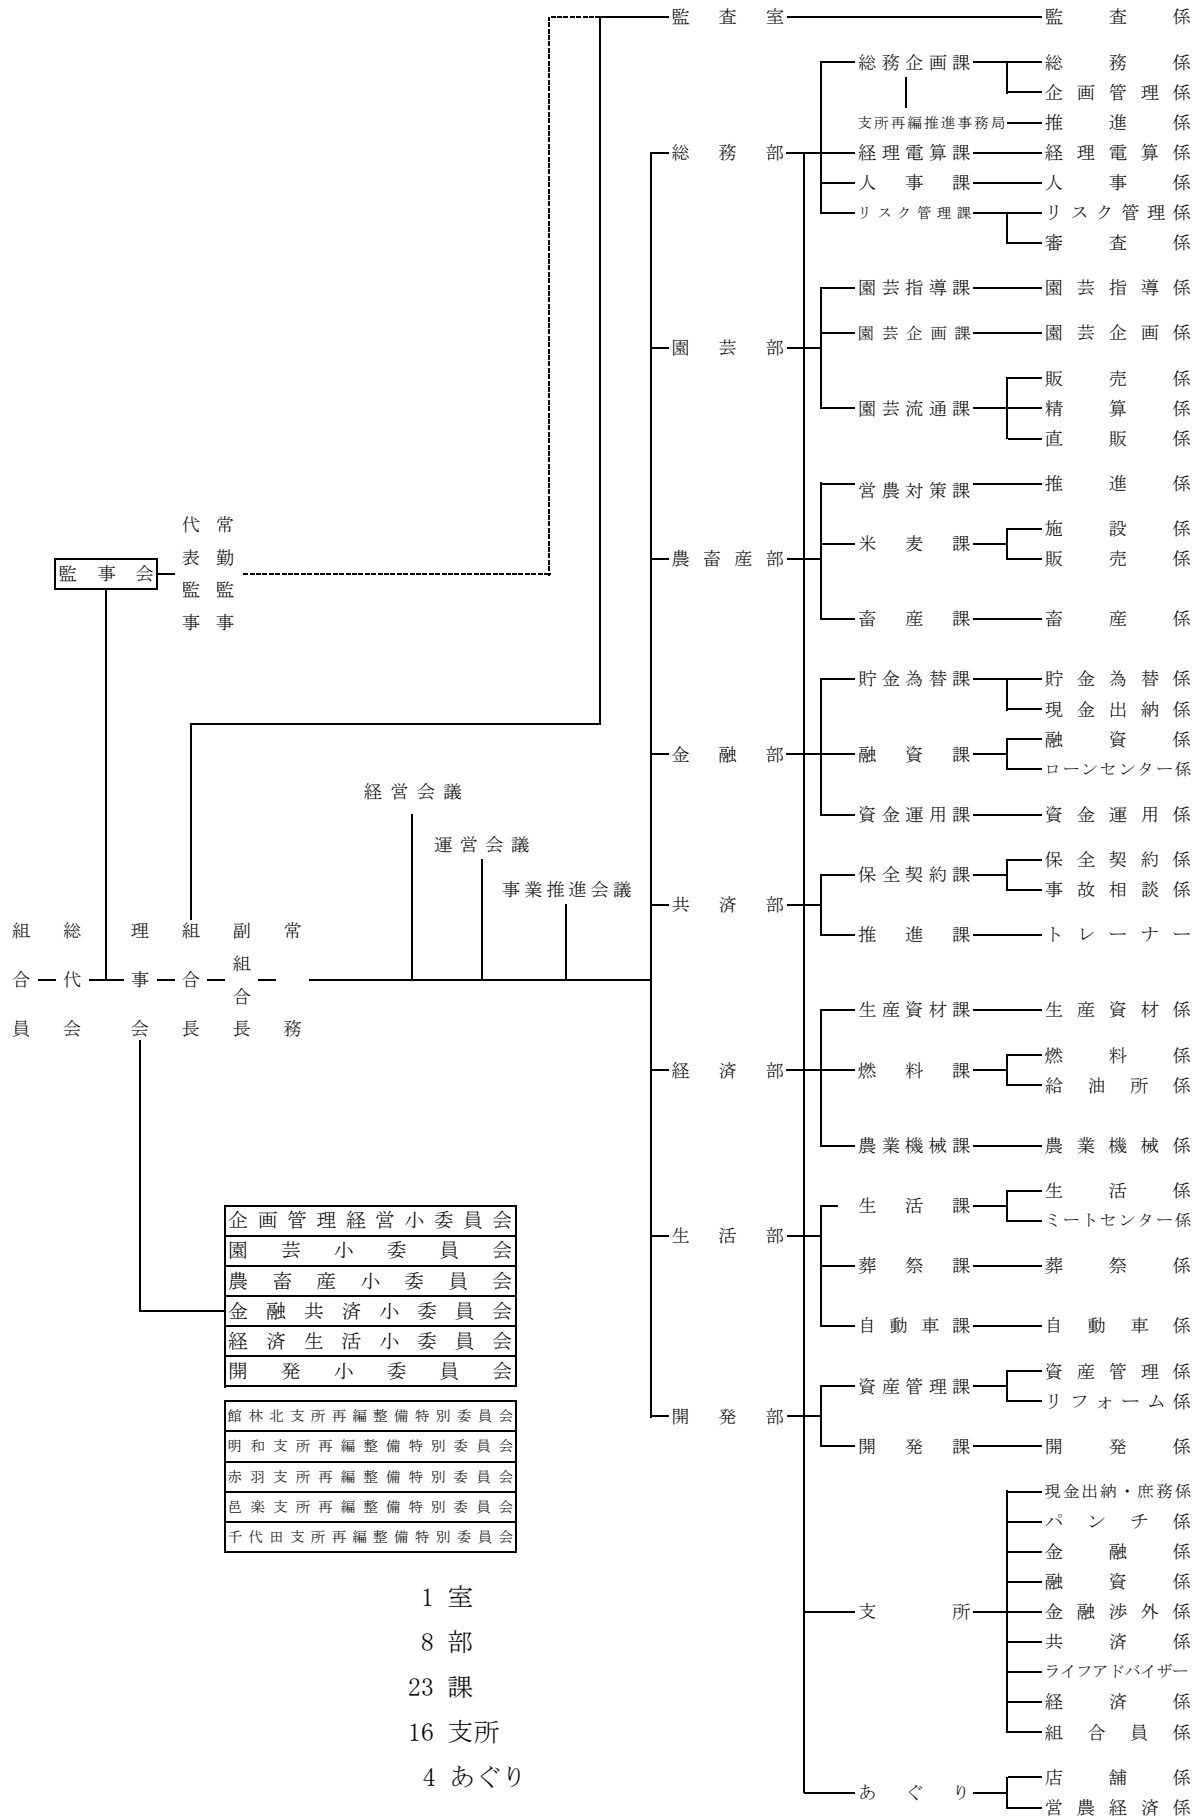 監査室 監査係
総務企画課 総務係
企画管理係
支所再編推進事務局 推進係
総務部 経理電算課 経理電算係
人事課 人事係
リスク管理課 リスク管理係
審査係
園芸指導課 園芸指導係
園芸部 園芸企画課 園芸企画係
園芸流通課 販売係
精算係
直販係
営農対策課 推進係
農畜産部 米麦課 施設係
販売係
畜産課 畜産係
監事会 代表監事 常勤監事
貯金為替課 貯金為替係
現金出納係
金融部 融資課 融資係
ローンセンター係
資金運用課 資金運用係
経営会議
運営会議
事業推進会議
共済部 保全契約課 保全契約係
事故相談係
推進課 トレーナー
組合員 総代会 理事会 組合長 副組合長 常務
経済部 生産資材課 生産資材係
燃料課 燃料係
給油所係
農業機械課 農業機械係
生活部 生活課 生活係
ミートセンター係
葬祭課 葬祭係
自動車課 自動車係
開発部 資産管理課 資産管理係
リフォーム係
開発課 開発係
企画管理経営小委員会
園芸小委員会
農畜産小委員会
金融共済小委員会
経済生活小委員会
開発小委員会
館林北支所再編整備特別委員会
明和支所再編整備特別委員会
赤羽支所再編整備特別委員会
邑楽支所再編整備特別委員会
千代田支所再編整備特別委員会
支所 現金出納・庶務係
パンチ係
金融係
融資係
金融渉外係
共済係
ライフアドバイザー
経済係
組合員係
あぐり 店舗係
営農経済係
1 室
8 部
23 課
16 支所
4 あぐり